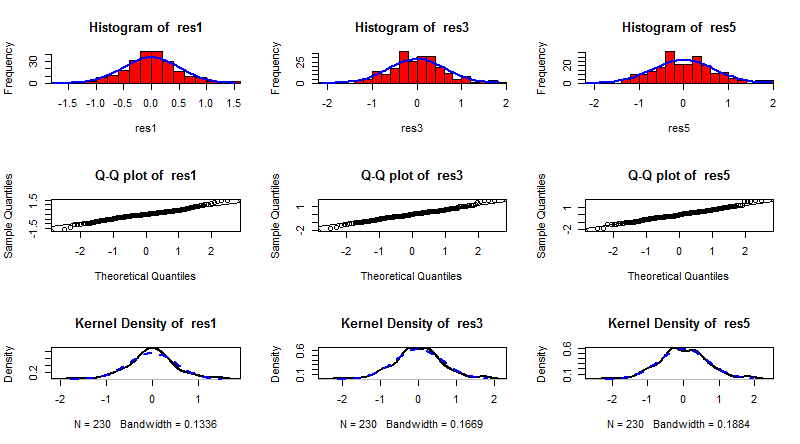 Histogram of  res1
Frequency
0 30
-1.5 -1.0 -0.5 0.0 0.5 1.0 1.5
res1
Histogram of  res3
Frequency
0 25
-1 0 1 2
res3
Histogram of  res5
Frequency
0 20
-2 -1 0 1 2
res5
Q-Q plot of  res1
Sample Quantiles
-1.5 1.5
-2 -1 0 1 2
Theoretical Quantiles
Q-Q plot of  res3
Sample Quantiles
-2 1
-2 -1 0 1 2
Theoretical Quantiles
Q-Q plot of  res5
Sample Quantiles
-2 1
-2 -1 0 1 2
Theoretical Quantiles
Kernel Density of  res1
Density
0.2
-2 -1 0 1
N = 230   Bandwidth = 0.1336
Kernel Density of  res3
Density
0.1 0.6
-2 -1 0 1 2
N = 230   Bandwidth = 0.1669
Kernel Density of  res5
Density
0.1 0.6
-2 -1 0 1 2
N = 230   Bandwidth = 0.1884